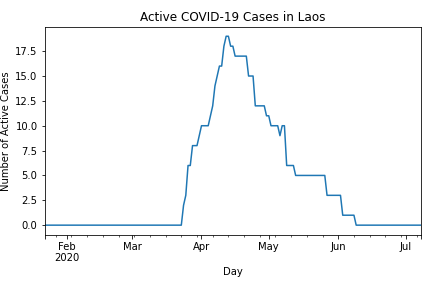 Active COVID-19 Cases in Laos
Number of Active Cases
17.5
15.0
12.5
10.0
7.5
5.0
2.5
0.0
Feb Mar Apr May Jun Jul
2020
Day